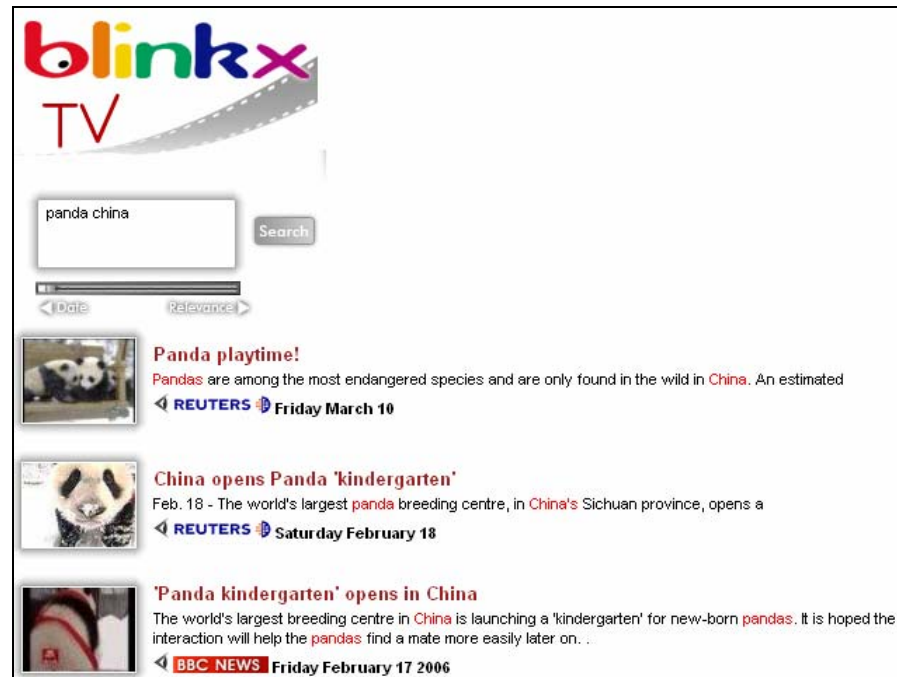 blinkx
TV
panda china
Search
Date
Relevance
Panda playtime!
Pandas are among the most endangered species and are only found in the wild in China. An estimated
REUTERS Friday March 10
China opens Panda 'kindergarten'
Feb. 18 - The world's largest panda breeding centre, in China's Sichuan province, opens a
REUTERS Saturday February 18
'Panda kindergarten' opens in China
The world's largest breeding centre in China is launching a 'kindergarten' for new-born pandas. It is hoped the
interaction will help the pandas find a mate more easily later on. .
BBC NEWS Friday February 17 2006